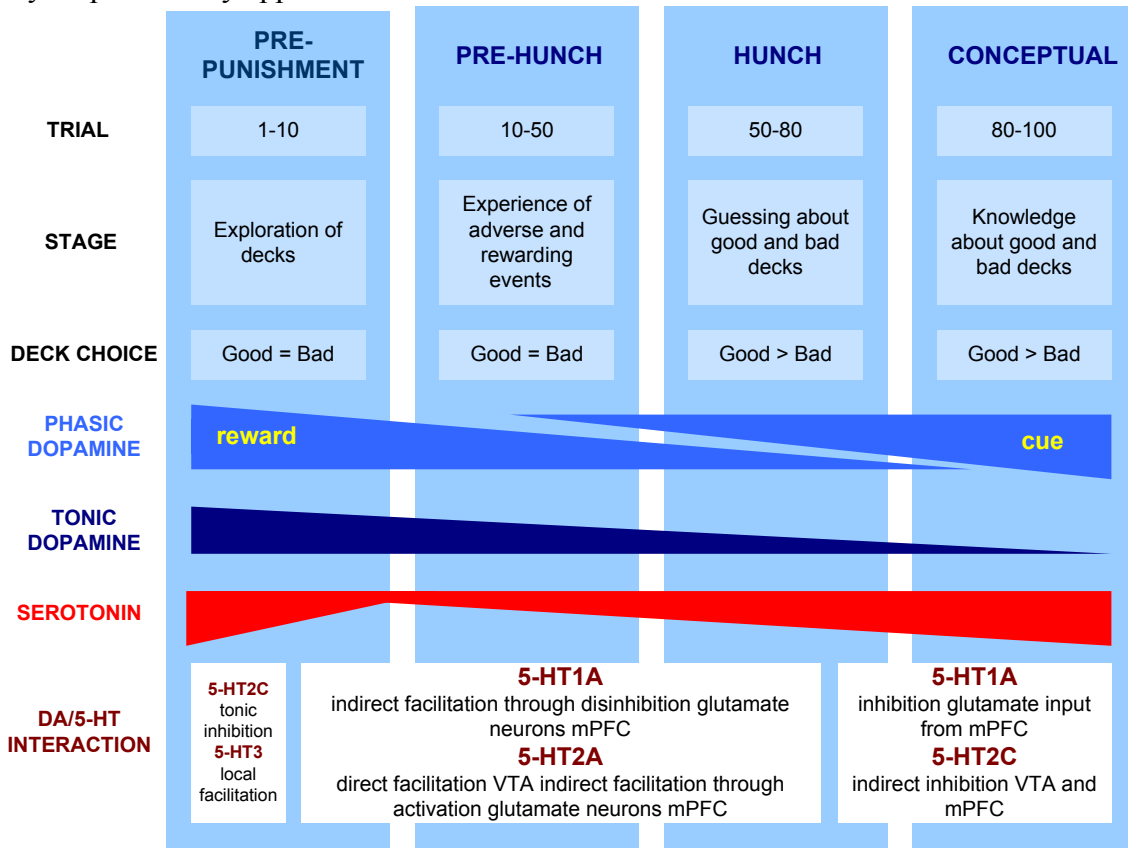 PRE-
PUNISHMENT
PRE-HUNCH
HUNCH
CONCEPTUAL
TRIAL
1-10
10-50
50-80
80-100
STAGE
Exploration of
decks
Experience of
adverse and
rewarding
events
Guessing about
good and bad
decks
Knowledge
about good and
bad decks
DECK CHOICE
Good = Bad
Good = Bad
Good > Bad
Good > Bad
PHASIC
DOPAMINE
reward
cue
TONIC
DOPAMINE
SEROTONIN
DA/5-HT
INTERACTION
5-HT2C
tonic
inhibition
5-HT3
local
facilitation
5-HT1A
indirect facilitation through disinhibition glutamate
neurons mPFC
5-HT2A
direct facilitation VTA indirect facilitation through
activation glutamate neurons mPFC
5-HT1A
inhibition glutamate input
from mPFC
5-HT2C
indirect inhibition VTA and
mPFC